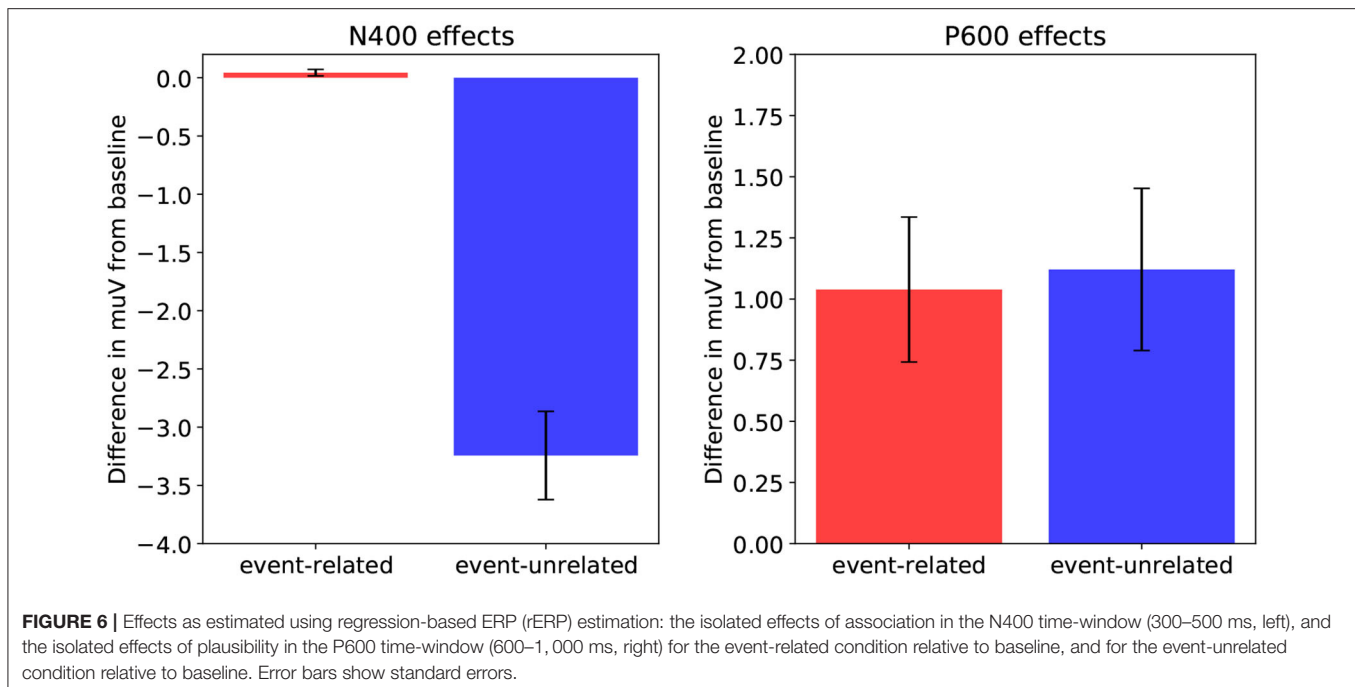 N400 effects
Difference in muV from baseline
0.0
−0.5
−1.0
−1.5
−2.0
−2.5
−3.0
−3.5
−4.0
event-related event-unrelated
P600 effects
Difference in muV from baseline
2.00
1.75
1.50
1.25
1.00
0.75
0.50
0.25
0.00
event-related event-unrelated
FIGURE 6 | Effects as estimated using regression-based ERP (rERP) estimation: the isolated effects of association in the N400 time-window (300–500 ms, left), and
the isolated effects of plausibility in the P600 time-window (600–1, 000 ms, right) for the event-related condition relative to baseline, and for the event-unrelated
condition relative to baseline. Error bars show standard errors.